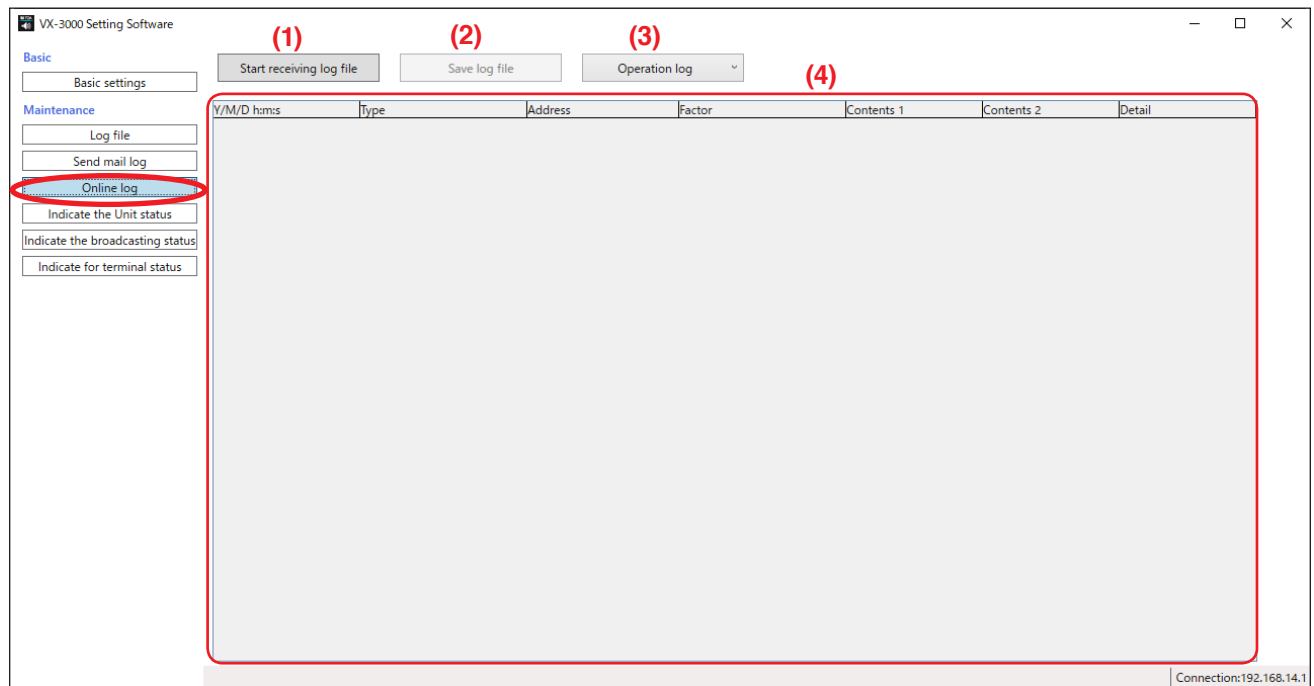 VX-3000 Setting Software
(1)
(2)
(3)
(4)
Basic
Basic settings
Maintenance
Log file
Send mail log
Online log
Indicate the Unit status
Indicate the broadcasting status
Indicate for terminal status
Start receiving log file
Save log file
Operation log
Y/M/D h:m:s Type Address Factor Contents 1 Contents 2 Detail
Connection:192.168.14.1